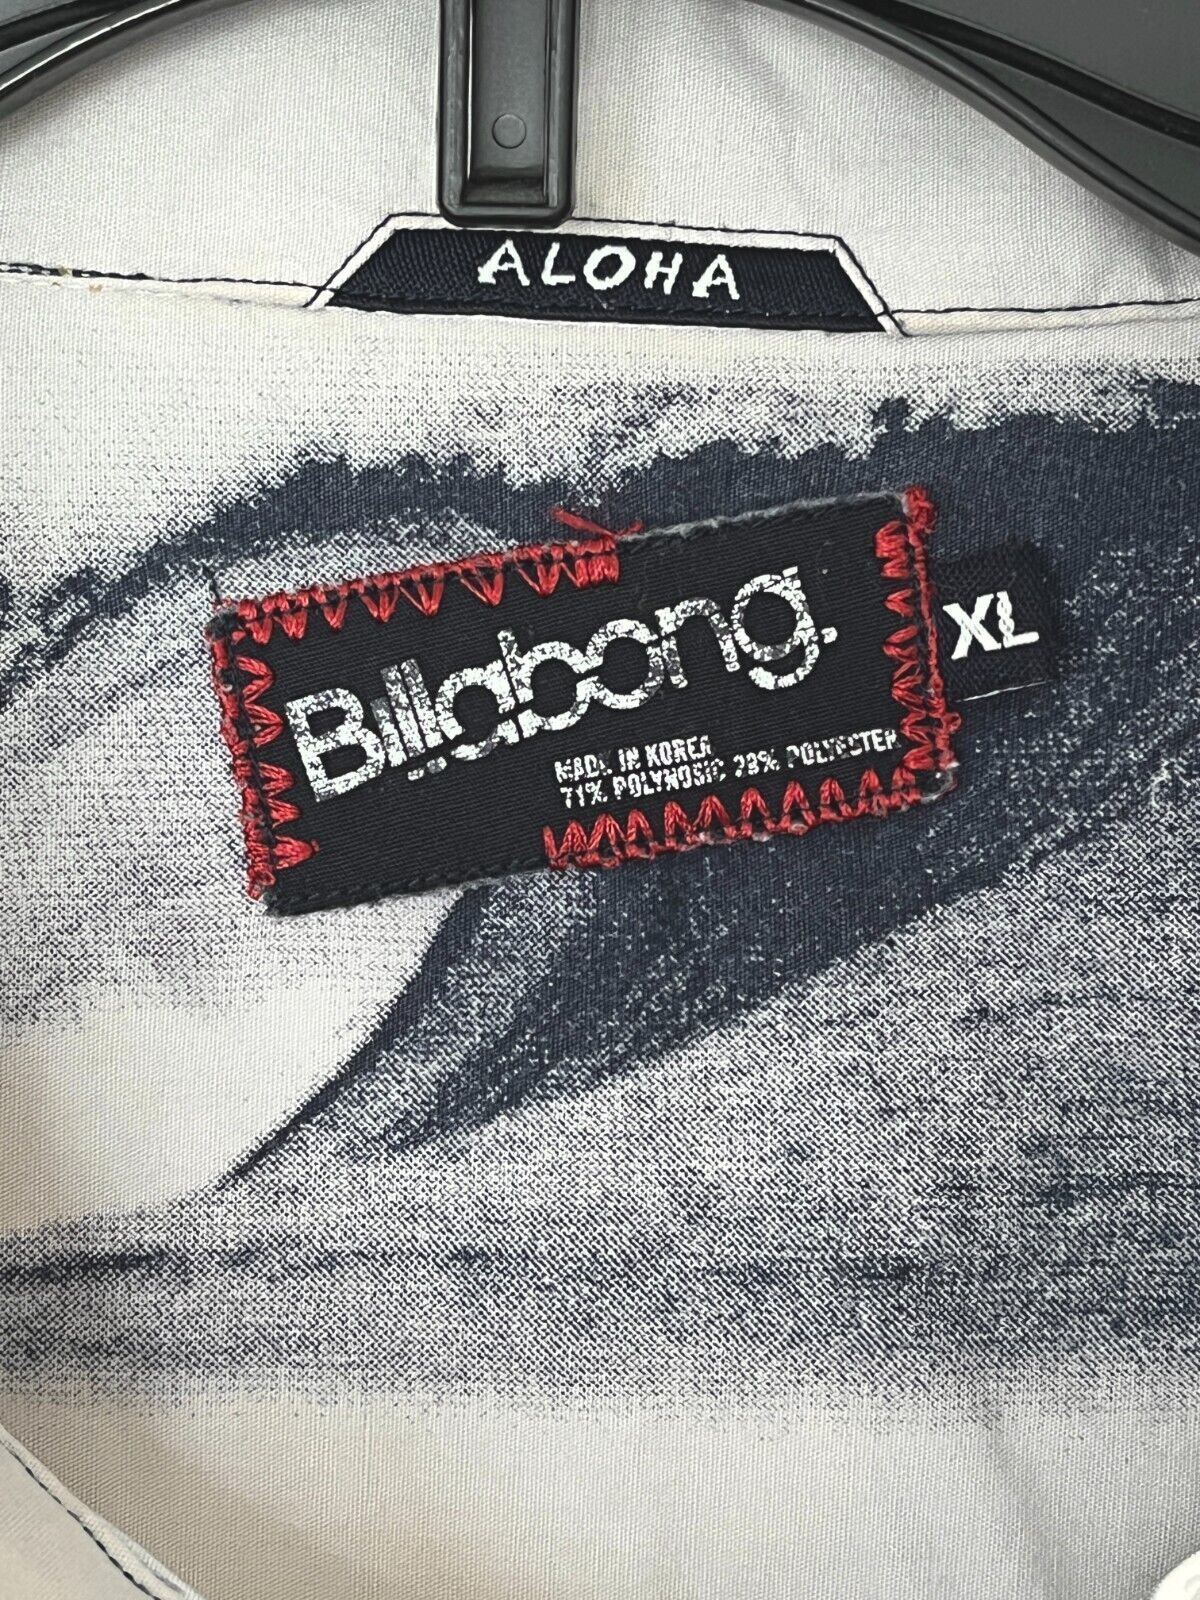 ALOHA
Billabong.
XL
MADE IN KOREA
71% POLYNOSIC 29% POLYESTER